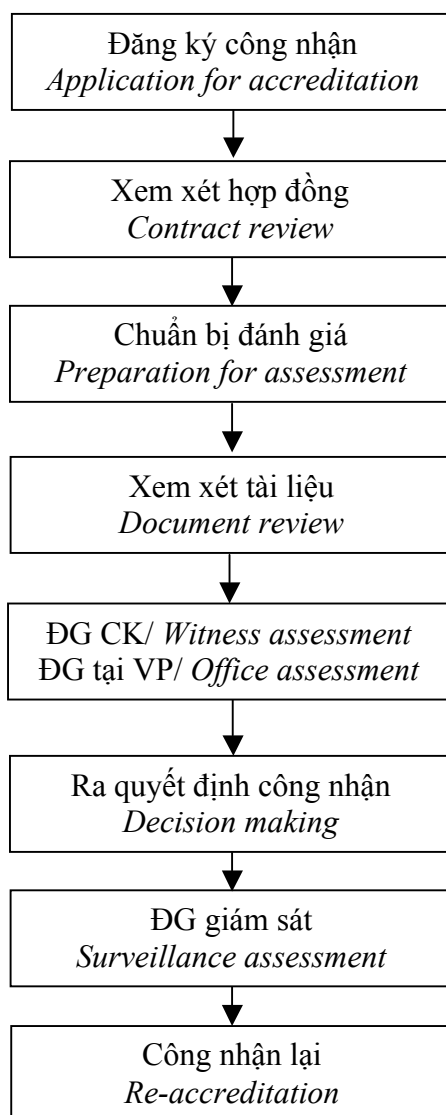 Đăng ký công nhận
Application for accreditation
Xem xét hợp đồng
Contract review
Chuẩn bị đánh giá
Preparation for assessment
Xem xét tài liệu
Document review
ĐG CK/ Witness assessment
ĐG tại VP/ Office assessment
Ra quyết định công nhận
Decision making
ĐG giám sát
Surveillance assessment
Công nhận lại
Re-accreditation